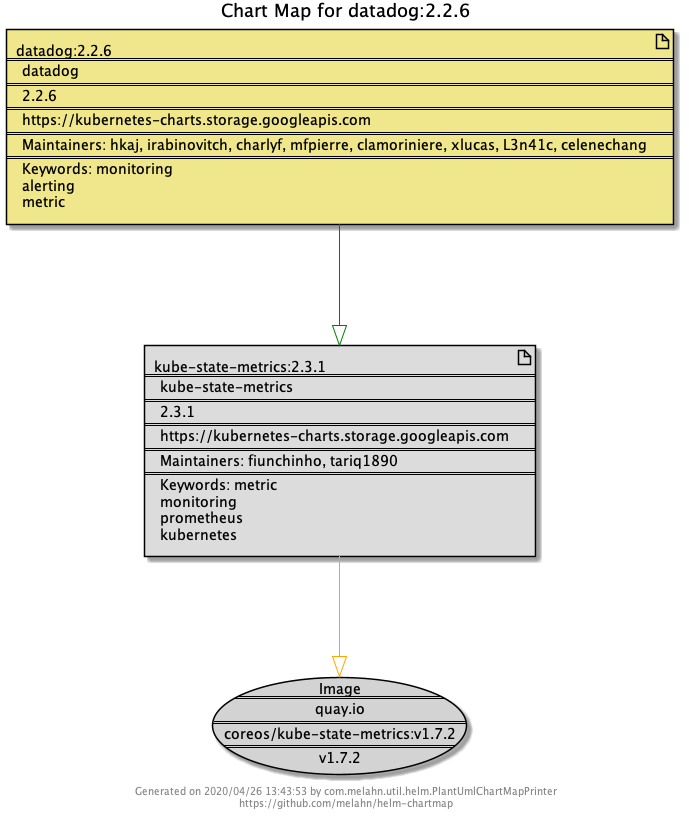 Chart Map for datadog:2.2.6
datadog:2.2.6
datadog
2.2.6
https://kubernetes-charts.storage.googleapis.com
Maintainers: hkaj, irabinovitch, charlyf, mfpierre, clamoriniere, xlucas, L3n41c, celenechang
Keywords: monitoring
alerting
metric
kube-state-metrics:2.3.1
kube-state-metrics
2.3.1
https://kubernetes-charts.storage.googleapis.com
Maintainers: fiunchinho, tariq1890
Keywords: metric
monitoring
prometheus
kubernetes
Image
quay.io
coreos/kube-state-metrics:v1.7.2
v1.7.2
Generated on 2020/04/26 13:43:53 by com.melahn.util.helm.PlantUmlChartMapPrinter
https://github.com/melahn/helm-chartmap